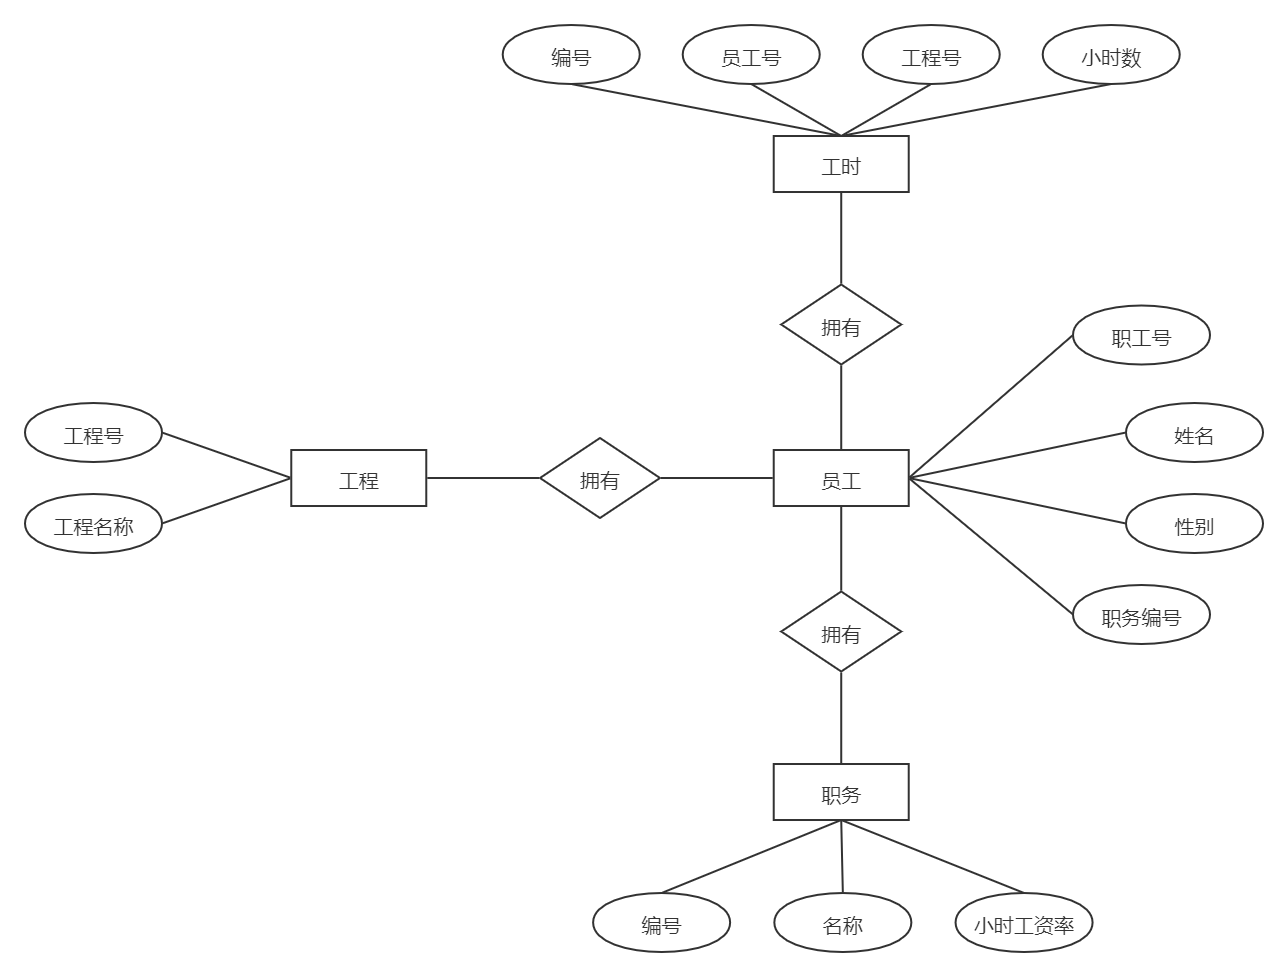 编号
员工号
工程号
小时数
工时
拥有
职工号
工程号
姓名
工程
拥有
员工
工程名称
性别
职务编号
拥有
职务
编号
名称
小时工资率